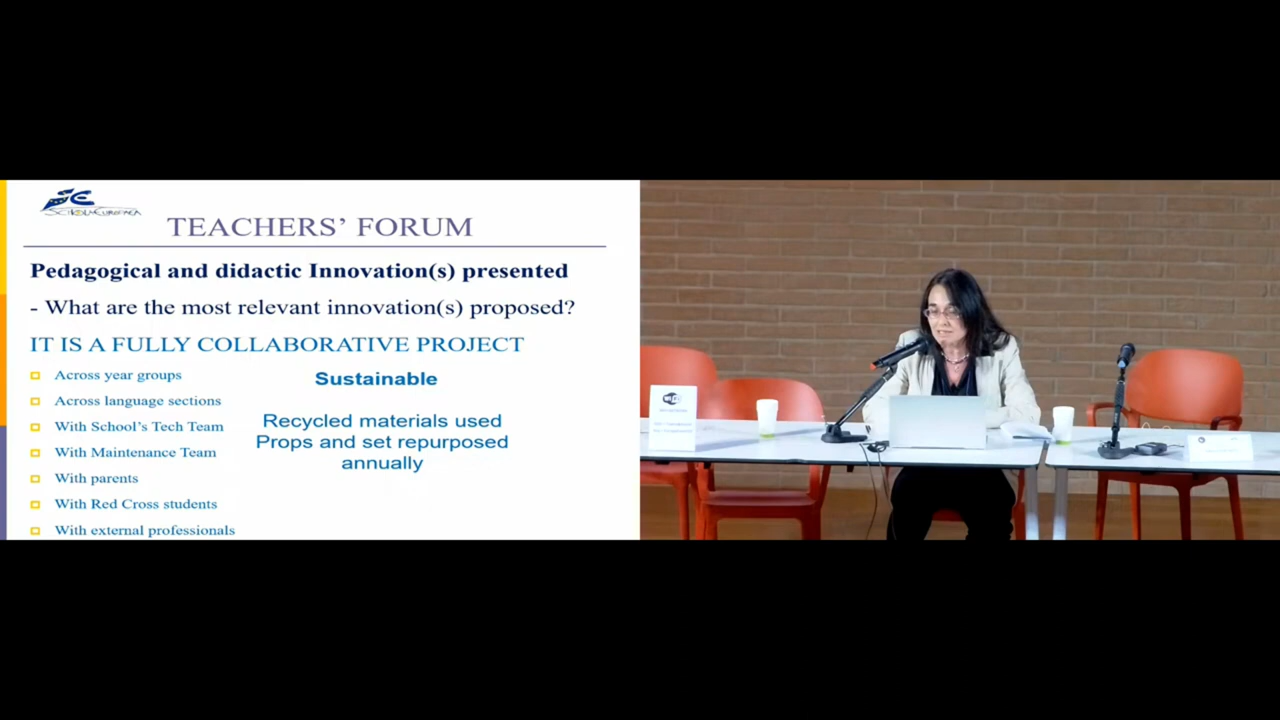 SCHOLA EUROPAEA
TEACHERS' FORUM
Pedagogical and didactic Innovation(s) presented
- What are the most relevant innovation(s) proposed?
IT IS A FULLY COLLABORATIVE PROJECT
Across year groups
Across language sections
With School's Tech Team
With Maintenance Team
With parents
With Red Cross students
With external professionals
Sustainable
Recycled materials used
Props and set repurposed
annually